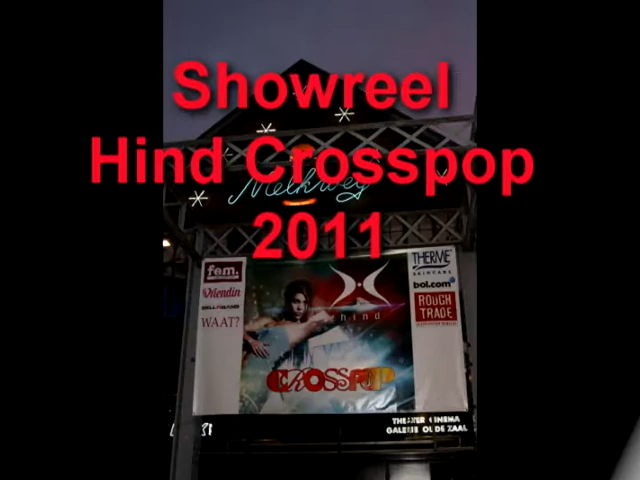 Showreel
Hind Crosspop
2011
Melkweg
fem.
Vriendin
WAAT?
THERME
SKINCARE
bol.com
ROUGH
TRADE
hind
CROSSPOP
THEATER CINEMA
GALERIE OUDE ZAAL